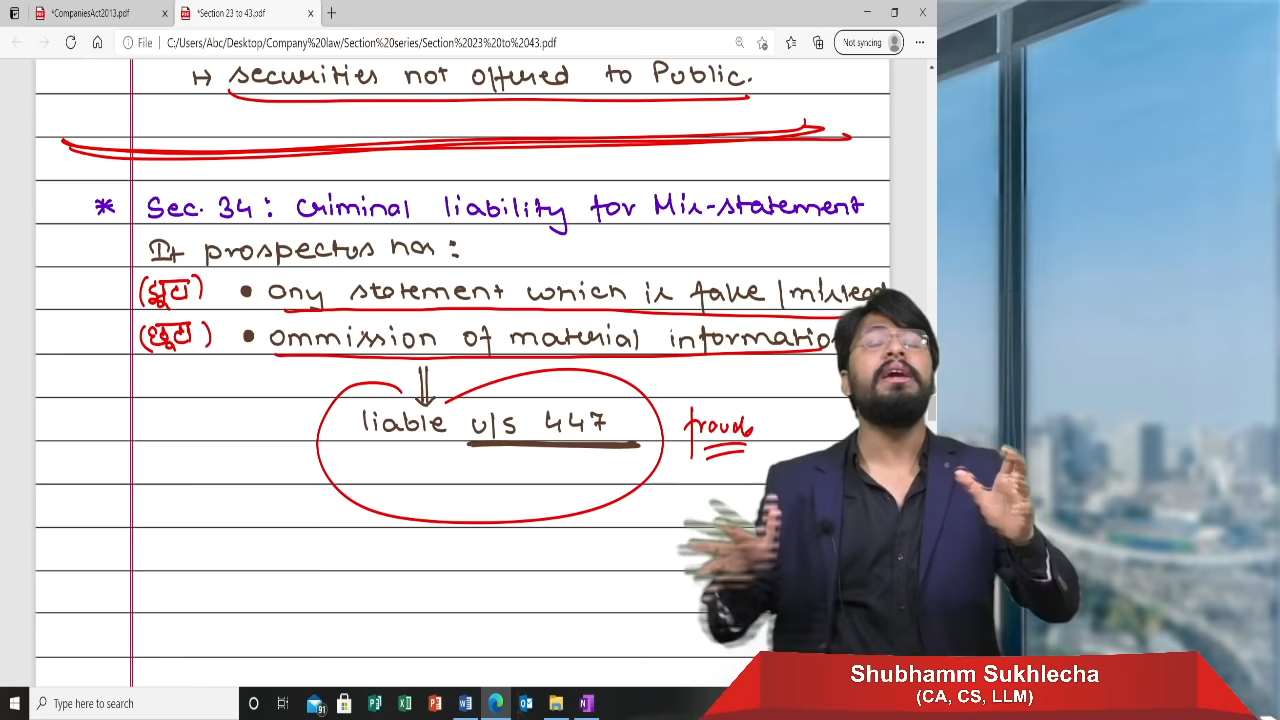 *CompaniesAct2013.pdf
*Section 23 to 43.pdf
File C:/Users/Abc/Desktop/Company%20law/Section%20series/Section%2023%20to%2043.pdf
Not syncing
↦ securities not offered to Public.
* Sec. 34 : Criminal liability for Mis-statement
If prospectus has :
(झूठा) • any statement which is false / mislead
(छूटा) • ommission of material information
⇓
liable u/s 447 fraud
Shubhamm Sukhlecha
(CA, CS, LLM)
Type here to search
91